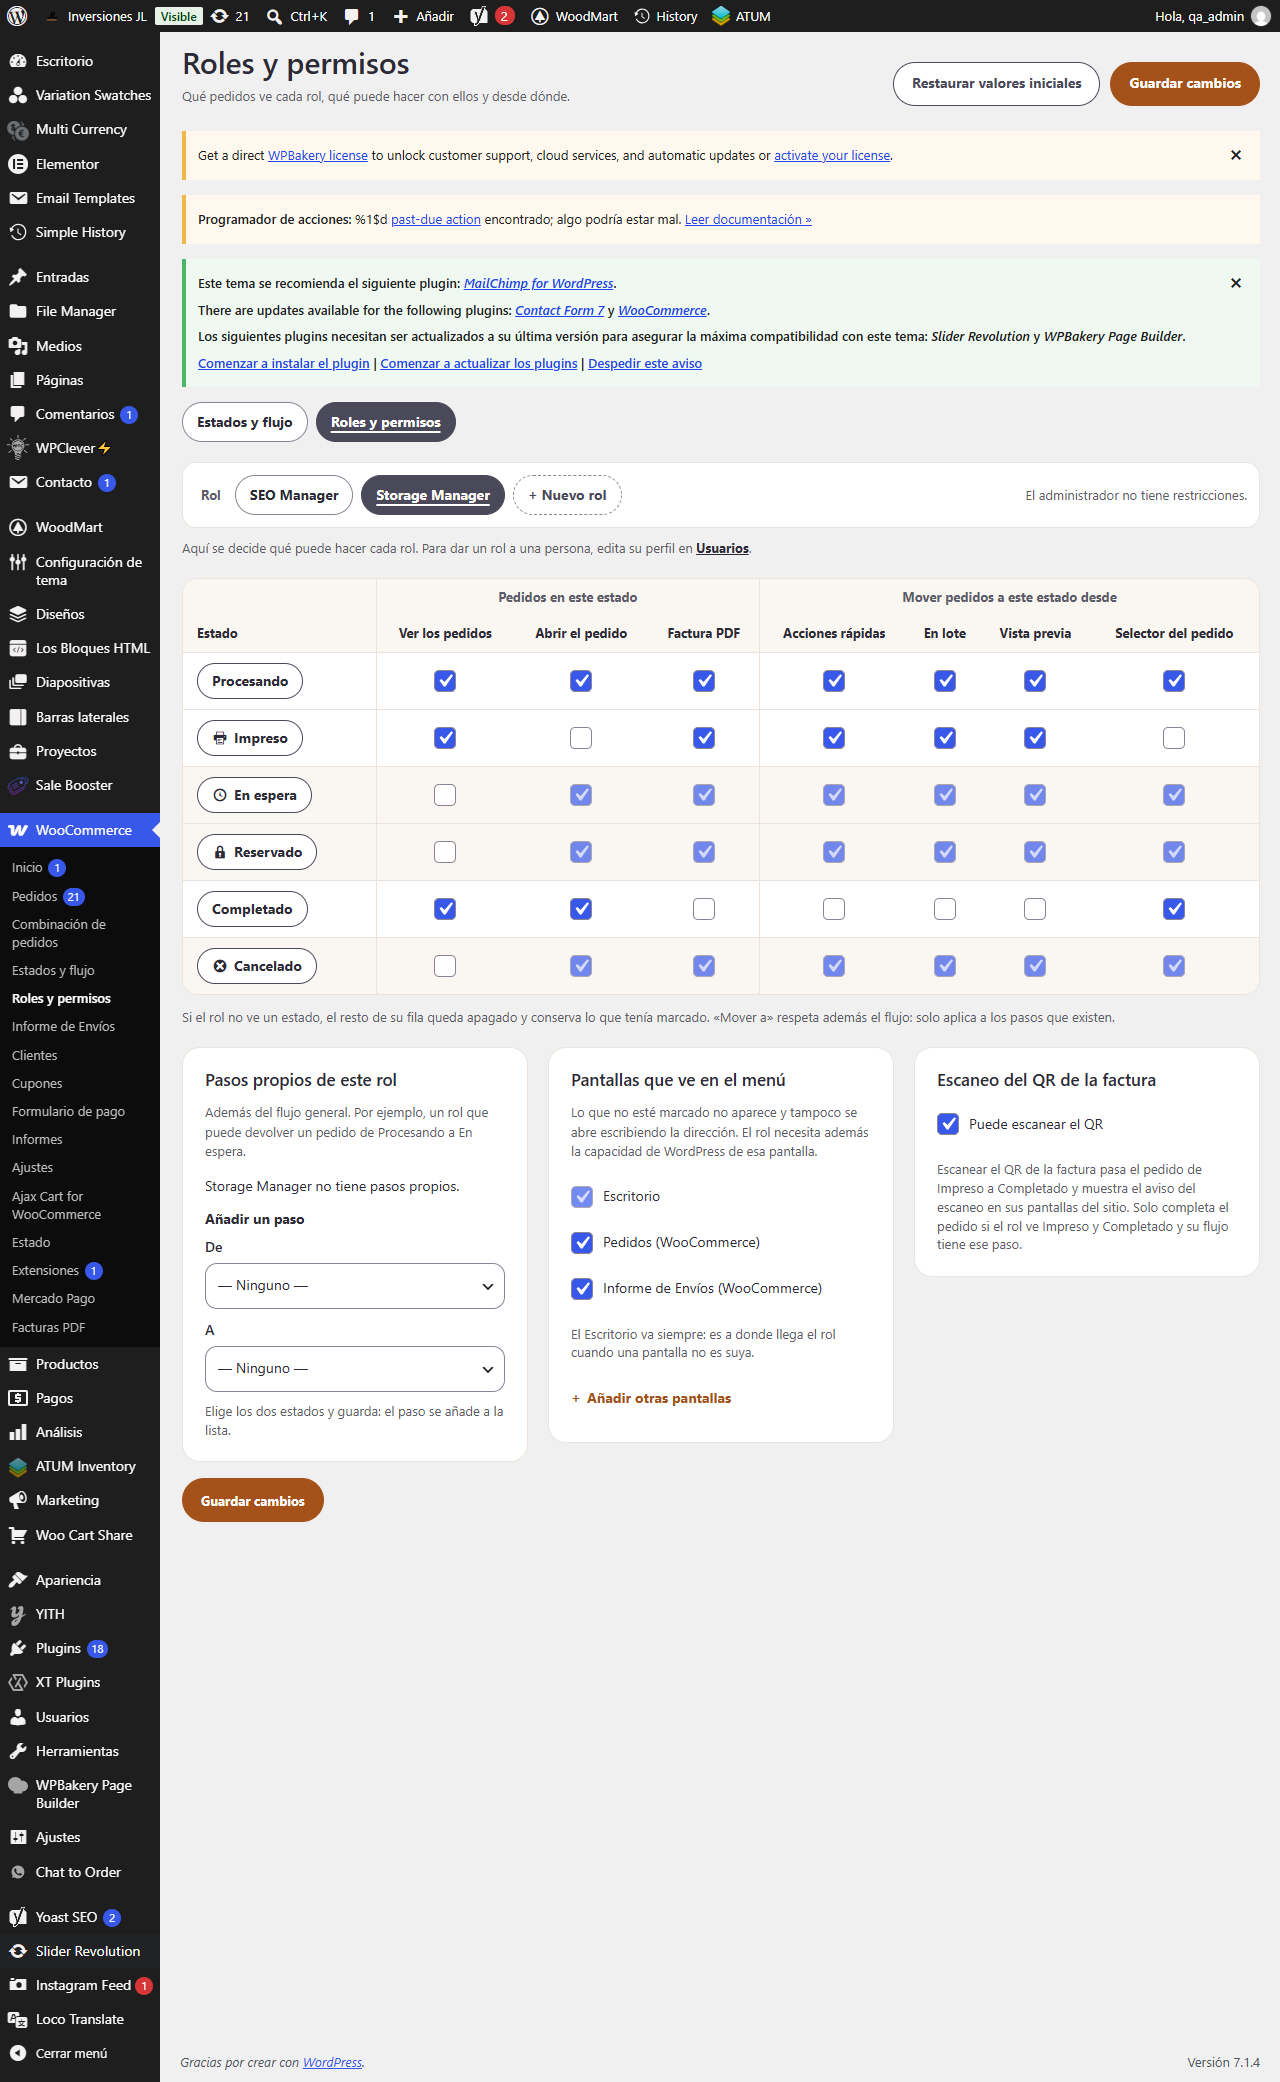 Inversiones JL Visible 21 Ctrl+K 1 Añadir 2 WoodMart History ATUM Hola, qa_admin
Escritorio
Variation Swatches
Multi Currency
Elementor
Email Templates
Simple History
Entradas
File Manager
Medios
Páginas
Comentarios 1
WPClever
Contacto 1
WoodMart
Configuración de
tema
Diseños
Los Bloques HTML
Diapositivas
Barras laterales
Proyectos
Sale Booster
WooCommerce
Inicio 1
Pedidos 21
Combinación de
pedidos
Estados y flujo
Roles y permisos
Informe de Envíos
Clientes
Cupones
Formulario de pago
Informes
Ajustes
Ajax Cart for
WooCommerce
Estado
Extensiones 1
Mercado Pago
Facturas PDF
Productos
Pagos
Análisis
ATUM Inventory
Marketing
Woo Cart Share
Apariencia
YITH
Plugins 18
XT Plugins
Usuarios
Herramientas
WPBakery Page
Builder
Ajustes
Chat to Order
Yoast SEO 2
Slider Revolution
Instagram Feed 1
Loco Translate
Cerrar menú
Roles y permisos
Qué pedidos ve cada rol, qué puede hacer con ellos y desde dónde.
Restaurar valores iniciales
Guardar cambios
Get a direct WPBakery license to unlock customer support, cloud services, and automatic updates or activate your license.
Programador de acciones: %1$d past-due action encontrado; algo podría estar mal. Leer documentación »
Este tema se recomienda el siguiente plugin: MailChimp for WordPress.
There are updates available for the following plugins: Contact Form 7 y WooCommerce.
Los siguientes plugins necesitan ser actualizados a su última versión para asegurar la máxima compatibilidad con este tema: Slider Revolution y WPBakery Page Builder.
Comenzar a instalar el plugin | Comenzar a actualizar los plugins | Despedir este aviso
Estados y flujo
Roles y permisos
Rol SEO Manager Storage Manager + Nuevo rol El administrador no tiene restricciones.
Aquí se decide qué puede hacer cada rol. Para dar un rol a una persona, edita su perfil en Usuarios.
Pedidos en este estado Mover pedidos a este estado desde
Estado Ver los pedidos Abrir el pedido Factura PDF Acciones rápidas En lote Vista previa Selector del pedido
Procesando
Impreso
En espera
Reservado
Completado
Cancelado
Si el rol no ve un estado, el resto de su fila queda apagado y conserva lo que tenía marcado. «Mover a» respeta además el flujo: solo aplica a los pasos que existen.
Pasos propios de este rol
Además del flujo general. Por ejemplo, un rol que
puede devolver un pedido de Procesando a En
espera.
Storage Manager no tiene pasos propios.
Añadir un paso
De
— Ninguno —
A
— Ninguno —
Elige los dos estados y guarda: el paso se añade a la
lista.
Pantallas que ve en el menú
Lo que no esté marcado no aparece y tampoco se
abre escribiendo la dirección. El rol necesita además
la capacidad de WordPress de esa pantalla.
Escritorio
Pedidos (WooCommerce)
Informe de Envíos (WooCommerce)
El Escritorio va siempre: es a donde llega el rol
cuando una pantalla no es suya.
+ Añadir otras pantallas
Escaneo del QR de la factura
Puede escanear el QR
Escanear el QR de la factura pasa el pedido de
Impreso a Completado y muestra el aviso del
escaneo en sus pantallas del sitio. Solo completa el
pedido si el rol ve Impreso y Completado y su flujo
tiene ese paso.
Guardar cambios
Gracias por crear con WordPress.
Versión 7.1.4